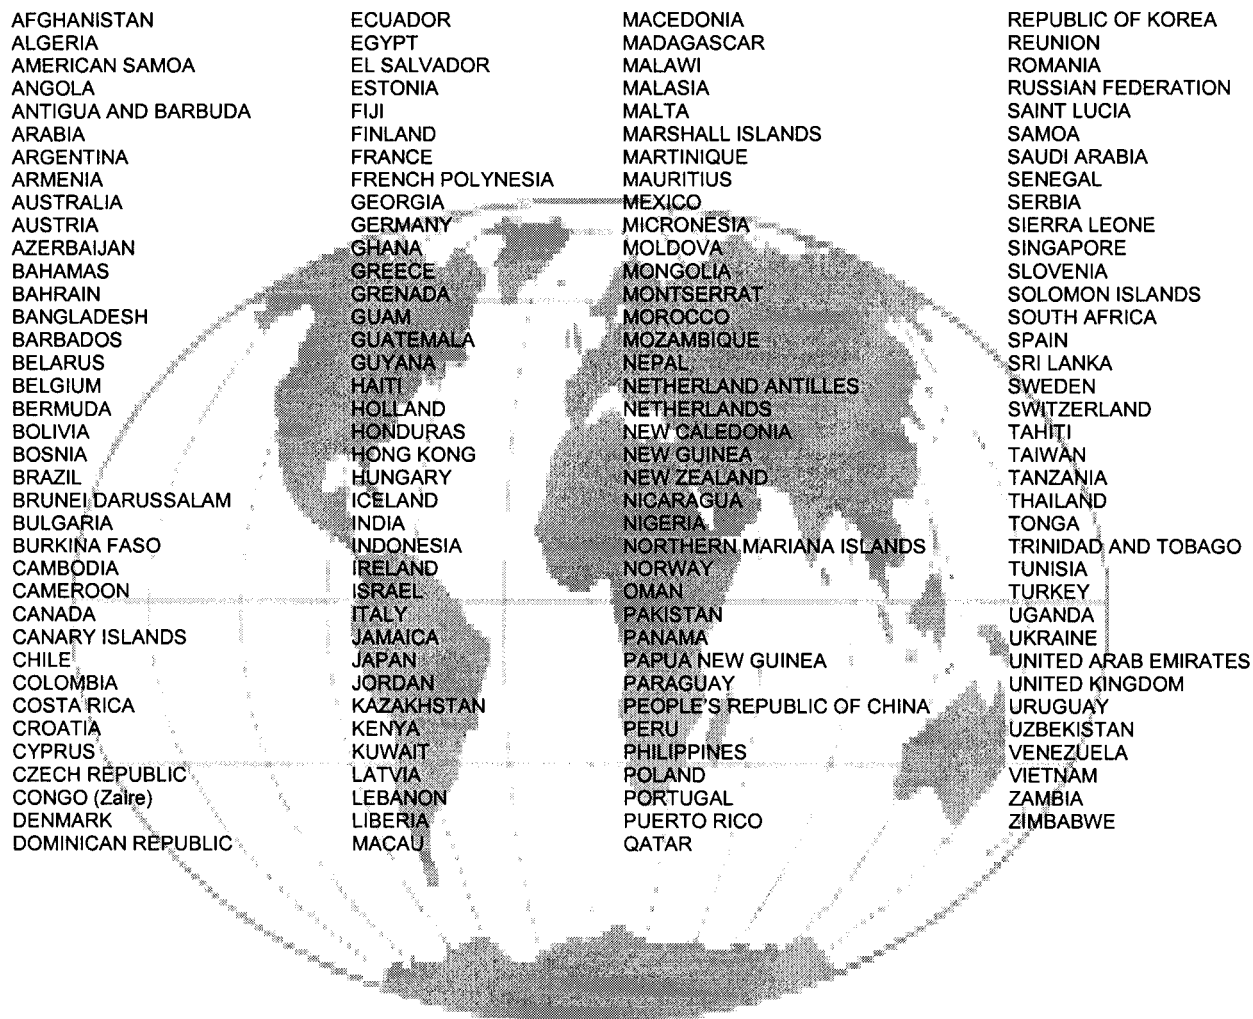 AFGHANISTAN
ALGERIA
AMERICAN SAMOA
ANGOLA
ANTIGUA AND BARBUDA
ARABIA
ARGENTINA
ARMENIA
AUSTRALIA
AUSTRIA
AZERBAIJAN
BAHAMAS
BAHRAIN
BANGLADESH
BARBADOS
BELARUS
BELGIUM
BERMUDA
BOLIVIA
BOSNIA
BRAZIL
BRUNEI DARUSSALAM
BULGARIA
BURKINA FASO
CAMBODIA
CAMEROON
CANADA
CANARY ISLANDS
CHILE
COLOMBIA
COSTA RICA
CROATIA
CYPRUS
CZECH REPUBLIC
CONGO (Zaire)
DENMARK
DOMINICAN REPUBLIC
ECUADOR
EGYPT
EL SALVADOR
ESTONIA
FIJI
FINLAND
FRANCE
FRENCH POLYNESIA
GEORGIA
GERMANY
GHANA
GREECE
GRENADA
GUAM
GUATEMALA
GUYANA
HAITI
HOLLAND
HONDURAS
HONG KONG
HUNGARY
ICELAND
INDIA
INDONESIA
IRELAND
ISRAEL
ITALY
JAMAICA
JAPAN
JORDAN
KAZAKHSTAN
KENYA
KUWAIT
LATVIA
LEBANON
LIBERIA
MACAU
MACEDONIA
MADAGASCAR
MALAWI
MALASIA
MALTA
MARSHALL ISLANDS
MARTINIQUE
MAURITIUS
MEXICO
MICRONESIA
MOLDOVA
MONGOLIA
MONTSERRAT
MOROCCO
MOZAMBIQUE
NEPAL
NETHERLAND ANTILLES
NETHERLANDS
NEW CALEDONIA
NEW GUINEA
NEW ZEALAND
NICARAGUA
NIGERIA
NORTHERN MARIANA ISLANDS
NORWAY
OMAN
PAKISTAN
PANAMA
PAPUA NEW GUINEA
PARAGUAY
PEOPLE'S REPUBLIC OF CHINA
PERU
PHILIPPINES
POLAND
PORTUGAL
PUERTO RICO
QATAR
REPUBLIC OF KOREA
REUNION
ROMANIA
RUSSIAN FEDERATION
SAINT LUCIA
SAMOA
SAUDI ARABIA
SENEGAL
SERBIA
SIERRA LEONE
SINGAPORE
SLOVENIA
SOLOMON ISLANDS
SOUTH AFRICA
SPAIN
SRI LANKA
SWEDEN
SWITZERLAND
TAHITI
TAIWAN
TANZANIA
THAILAND
TONGA
TRINIDAD AND TOBAGO
TUNISIA
TURKEY
UGANDA
UKRAINE
UNITED ARAB EMIRATES
UNITED KINGDOM
URUGUAY
UZBEKISTAN
VENEZUELA
VIETNAM
ZAMBIA
ZIMBABWE